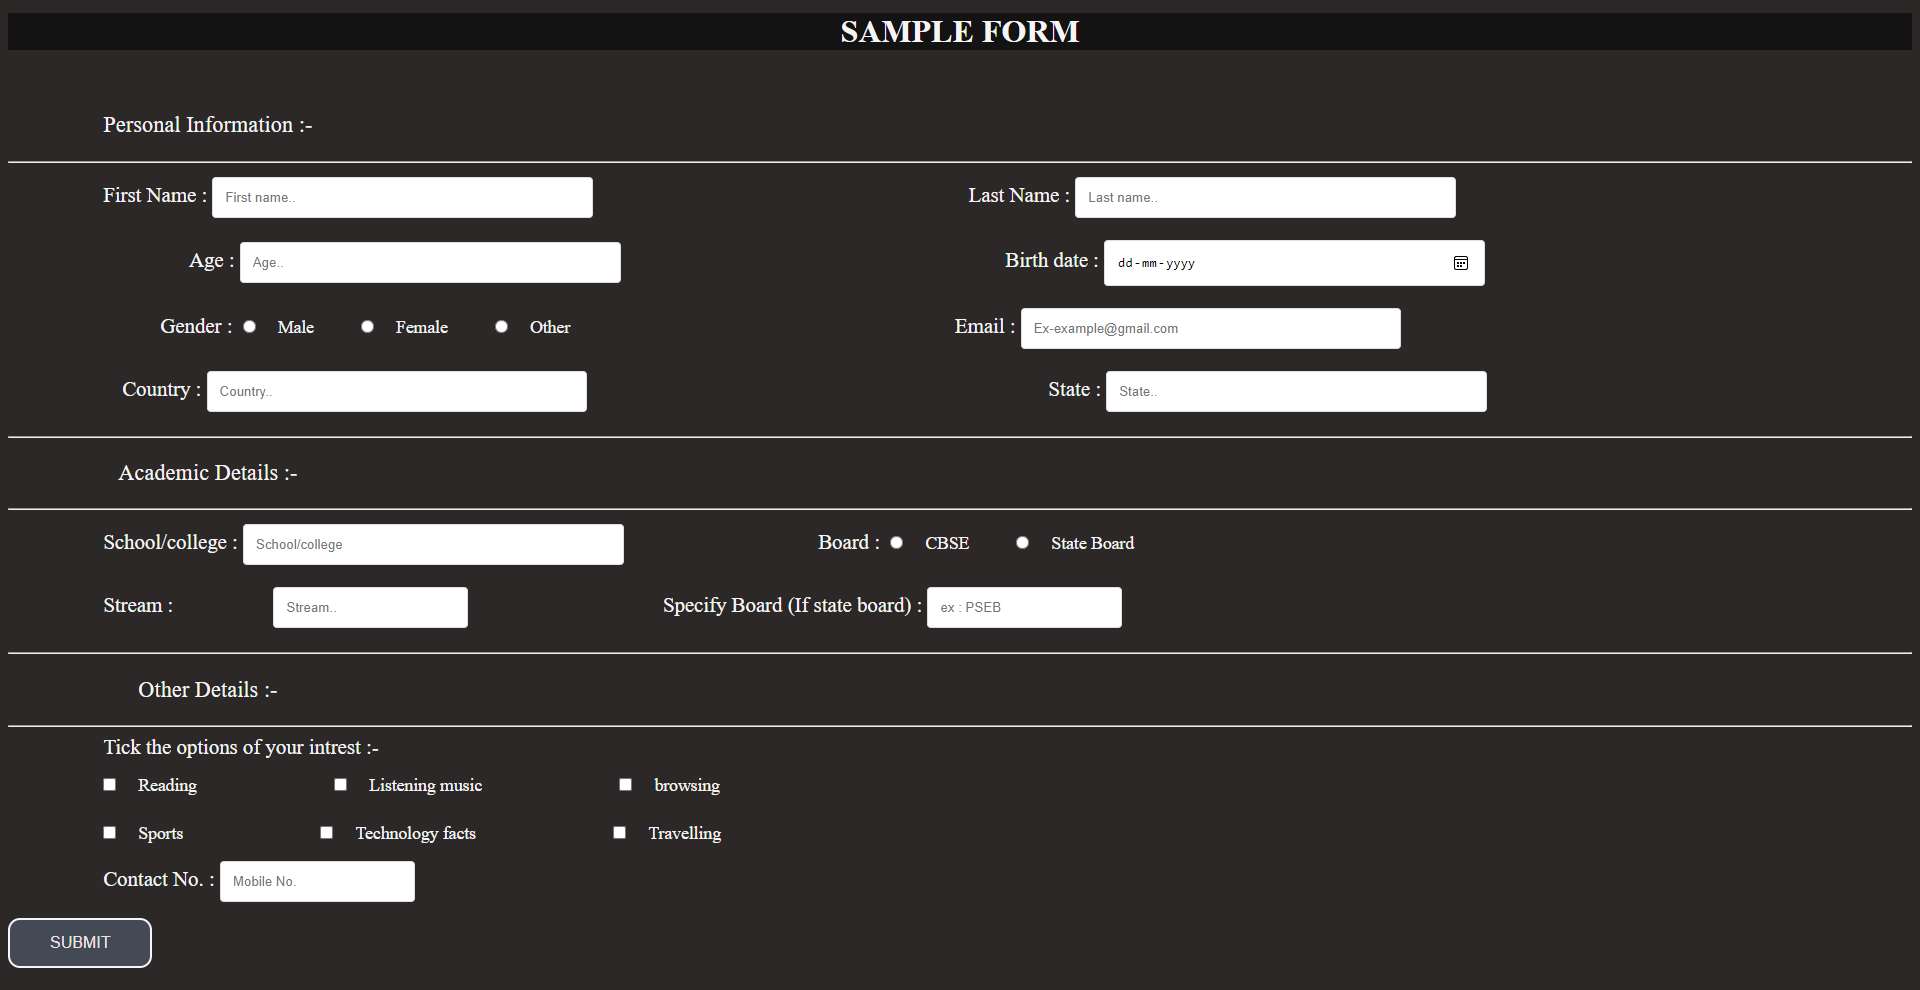 SAMPLE FORM
Personal Information :-
First Name : First name.. Last Name : Last name..
Age : Age.. Birth date : dd-mm-yyyy
Gender : Male Female Other Email : Ex-example@gmail.com
Country : Country.. State : State..
Academic Details :-
School/college : School/college Board : CBSE State Board
Stream : Stream.. Specify Board (If state board) : ex : PSEB
Other Details :-
Tick the options of your intrest :-
Reading Listening music browsing
Sports Technology facts Travelling
Contact No. : Mobile No.
SUBMIT